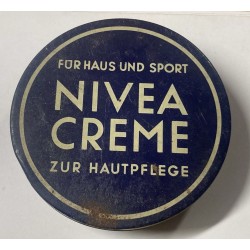 FÜR HAUS UND SPORT
NIVEA
CREME
ZUR HAUTPFLEGE